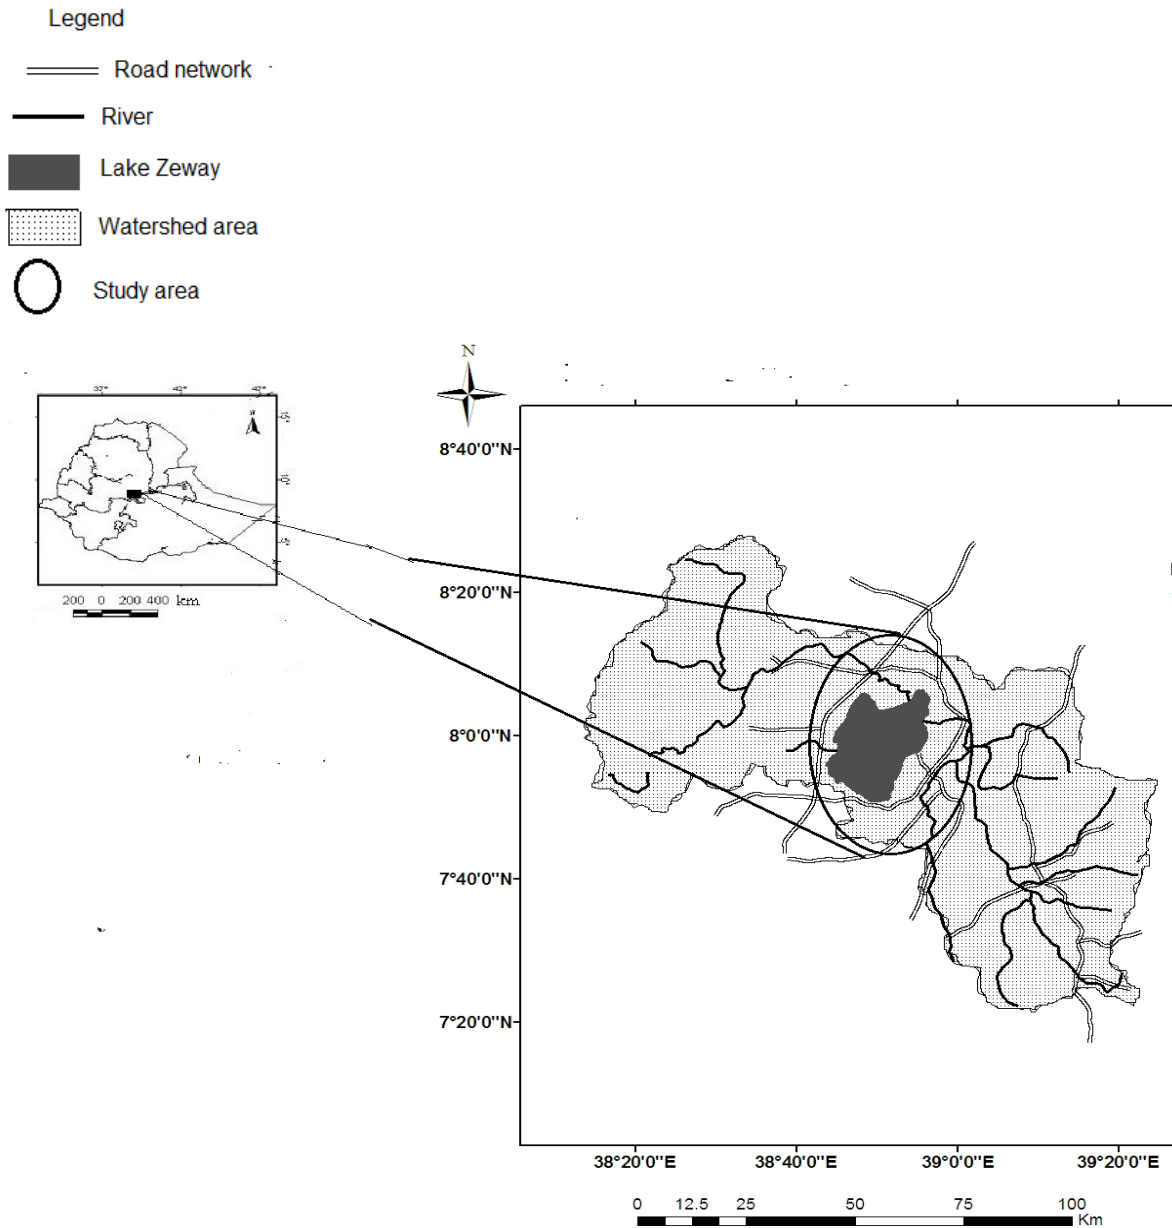 Legend
Road network
River
Lake Zeway
Watershed area
Study area
N
200 0 200 400 km
8°40'0"N
8°20'0"N
8°0'0"N
7°40'0"N
7°20'0"N
38°20'0"E 38°40'0"E 39°0'0"E 39°20'0"E
0 12.5 25 50 75 100
Km